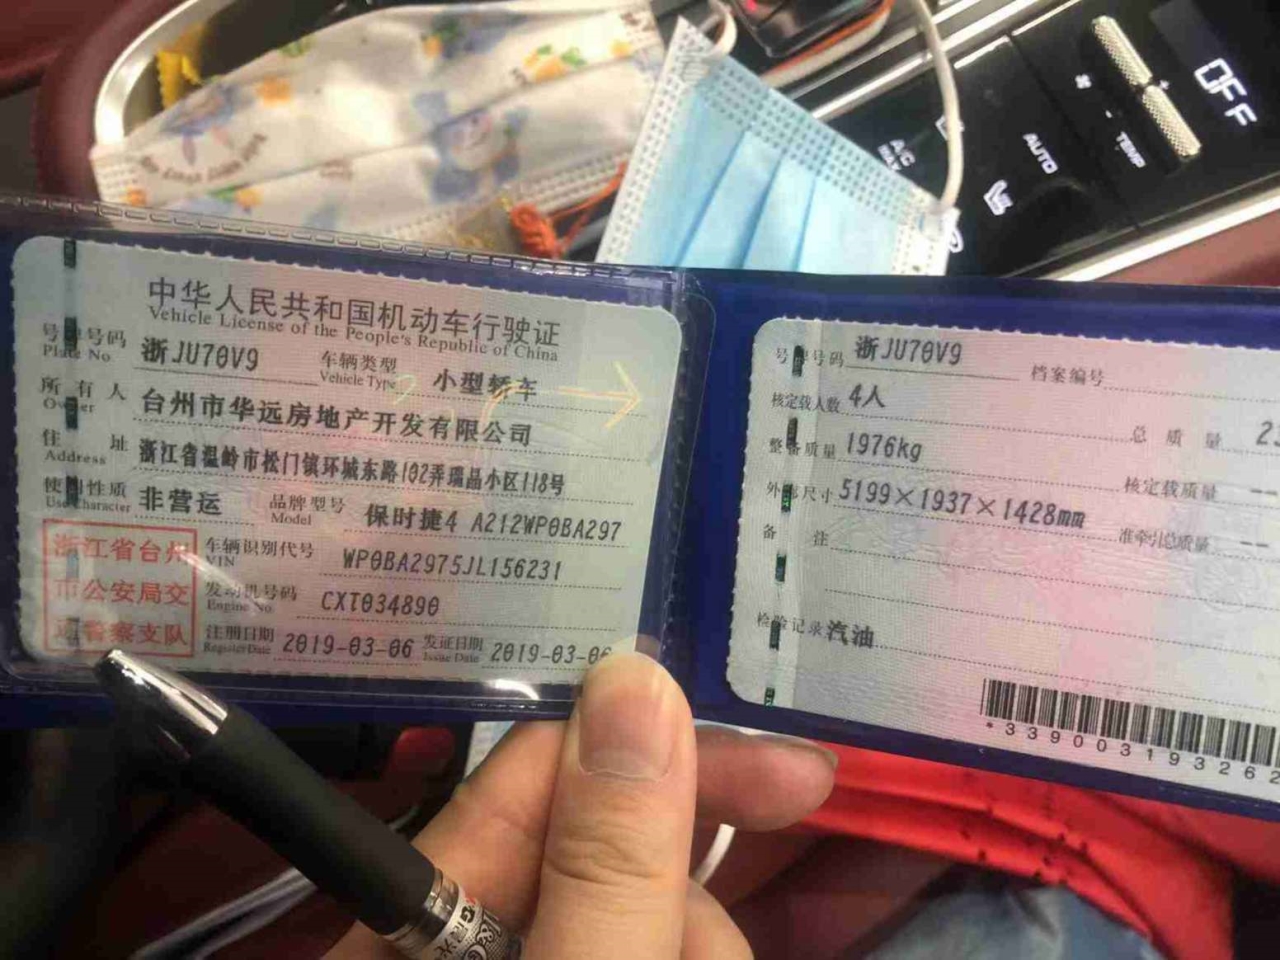 中华人民共和国机动车行驶证
Vehicle License of the People's Republic of China
号牌号码 浙JU70V9 车辆类型 小型轿车
Plate No. Vehicle Type
所有人 台州市华远房地产开发有限公司
Owner
住址 浙江省温岭市松门镇环城东路102弄瑞晶小区118号
Address
使用性质 非营运 品牌型号 保时捷4 A212WP0BA297
Use Character Model
浙江省台州
市公安局交
通警察支队
车辆识别代号 WP0BA2975JL156231
VIN
发动机号码 CXT034890
Engine No.
注册日期 2019-03-06 发证日期 2019-03-06
Register Date Issue Date
号牌号码 浙JU70V9 档案编号
核定载人数 4人 总质量
整备质量 1976kg 核定载质量 --
外廓尺寸 5199×1937×1428mm 准牵引总质量 --
备注
检验记录 汽油
*339003193262
OFF
TEMP
AUTO
A/C
MAX